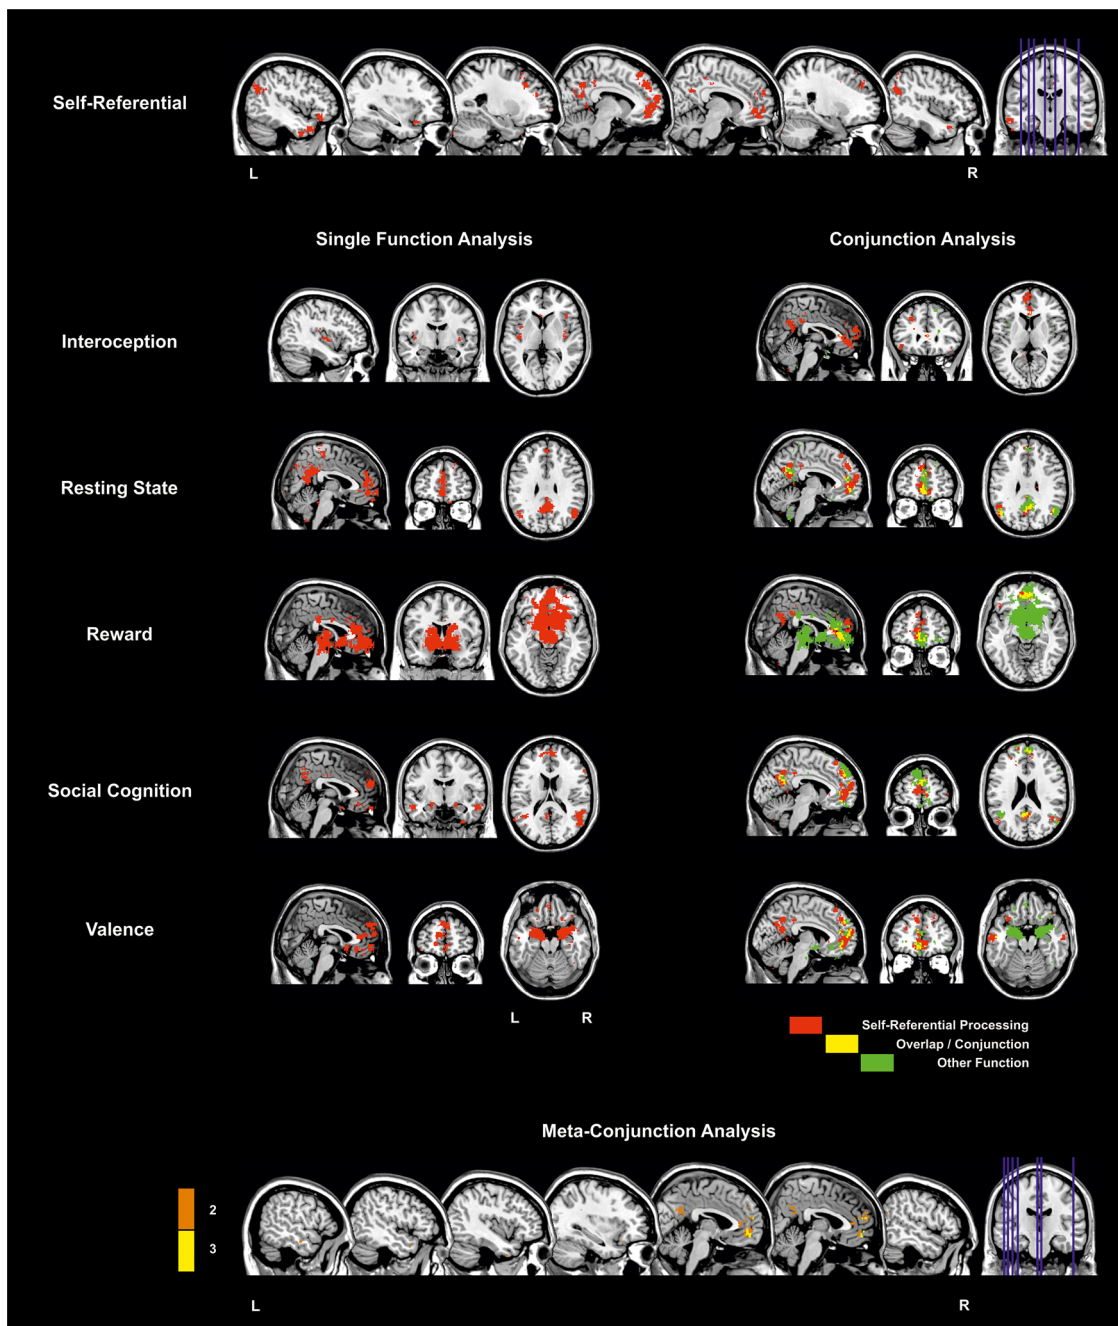 Self-Referential
L
R
Single Function Analysis
Conjunction Analysis
Interoception
Resting State
Reward
Social Cognition
Valence
L
R
Self-Referential Processing
Overlap / Conjunction
Other Function
Meta-Conjunction Analysis
2
3
L
R